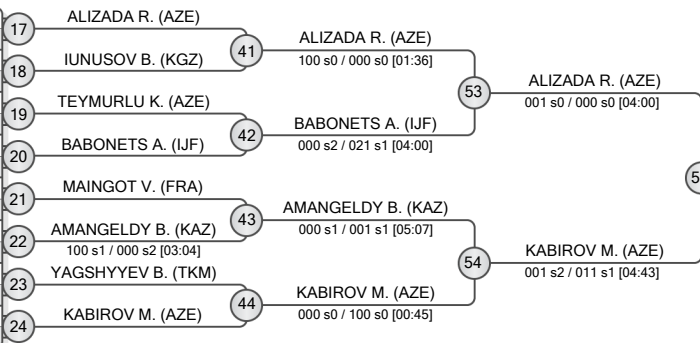 17
ALIZADA R. (AZE)
18
IUNUSOV B. (KGZ)
41
ALIZADA R. (AZE)
100 s0 / 000 s0 [01:36]
19
TEYMURLU K. (AZE)
20
BABONETS A. (IJF)
42
BABONETS A. (IJF)
000 s2 / 021 s1 [04:00]
53
ALIZADA R. (AZE)
001 s0 / 000 s0 [04:00]
21
MAINGOT V. (FRA)
22
AMANGELDY B. (KAZ)
100 s1 / 000 s2 [03:04]
43
AMANGELDY B. (KAZ)
000 s1 / 001 s1 [05:07]
23
YAGSHYYEV B. (TKM)
24
KABIROV M. (AZE)
44
KABIROV M. (AZE)
000 s0 / 100 s0 [00:45]
54
KABIROV M. (AZE)
001 s2 / 011 s1 [04:43]